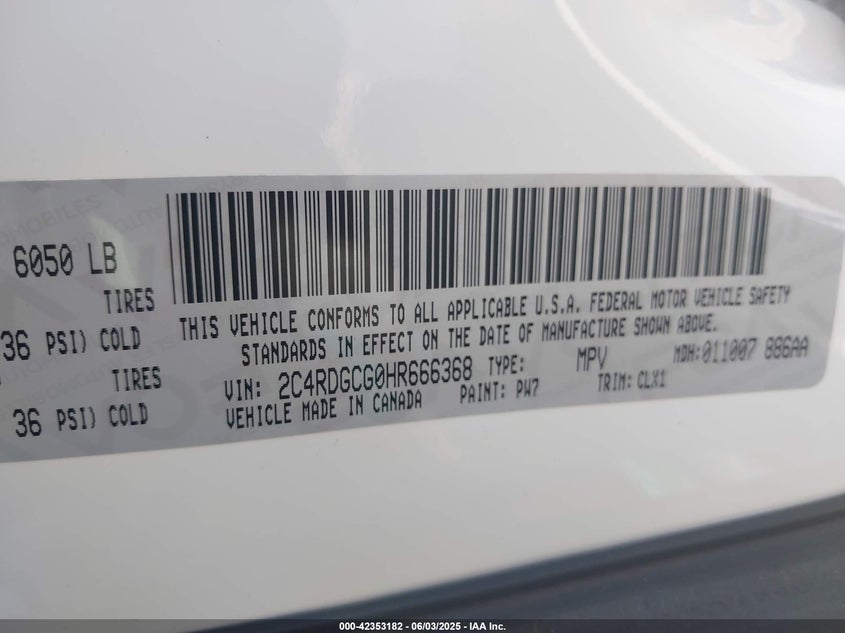 6050 LB
TIRES
36 PSI) COLD
TIRES
36 PSI) COLD
THIS VEHICLE CONFORMS TO ALL APPLICABLE U.S.A. FEDERAL MOTOR VEHICLE SAFETY
STANDARDS IN EFFECT ON THE DATE OF MANUFACTURE SHOWN ABOVE.
VIN: 2C4RDGCG0HR666368 TYPE: MPV MDH:011007 886AA
VEHICLE MADE IN CANADA PAINT: PW7 TRIM: CLX1
000-42353182 - 06/03/2025 - IAA Inc.